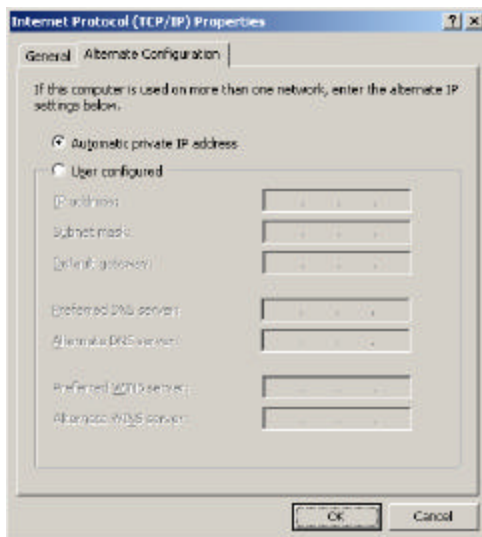 Internet Protocol (TCP/IP) Properties
General
Alternate Configuration
If this computer is used on more than one network, enter the alternate IP
settings below.
Automatic private IP address
User configured
IP address:
Subnet mask:
Default gateway:
Preferred DNS server:
Alternate DNS server:
Preferred WINS server:
Alternate WINS server:
OK
Cancel